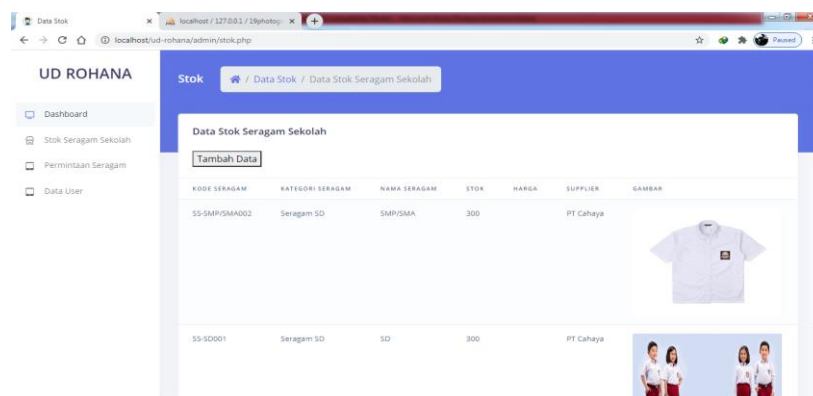 Data Stok
localhost / 127.0.0.1 / 19photog
localhost/ud-rohana/admin/stok.php
Paused
UD ROHANA
Dashboard
Stok Seragam Sekolah
Permintaan Seragam
Data User
Stok
/ Data Stok / Data Stok Seragam Sekolah
Data Stok Seragam Sekolah
Tambah Data
KODE SERAGAM KATEGORI SERAGAM NAMA SERAGAM STOK HARGA SUPPLIER GAMBAR
SS-SMP/SMA002 Seragam SD SMP/SMA 300 PT Cahaya
SS-SD001 Seragam SD SD 300 PT Cahaya